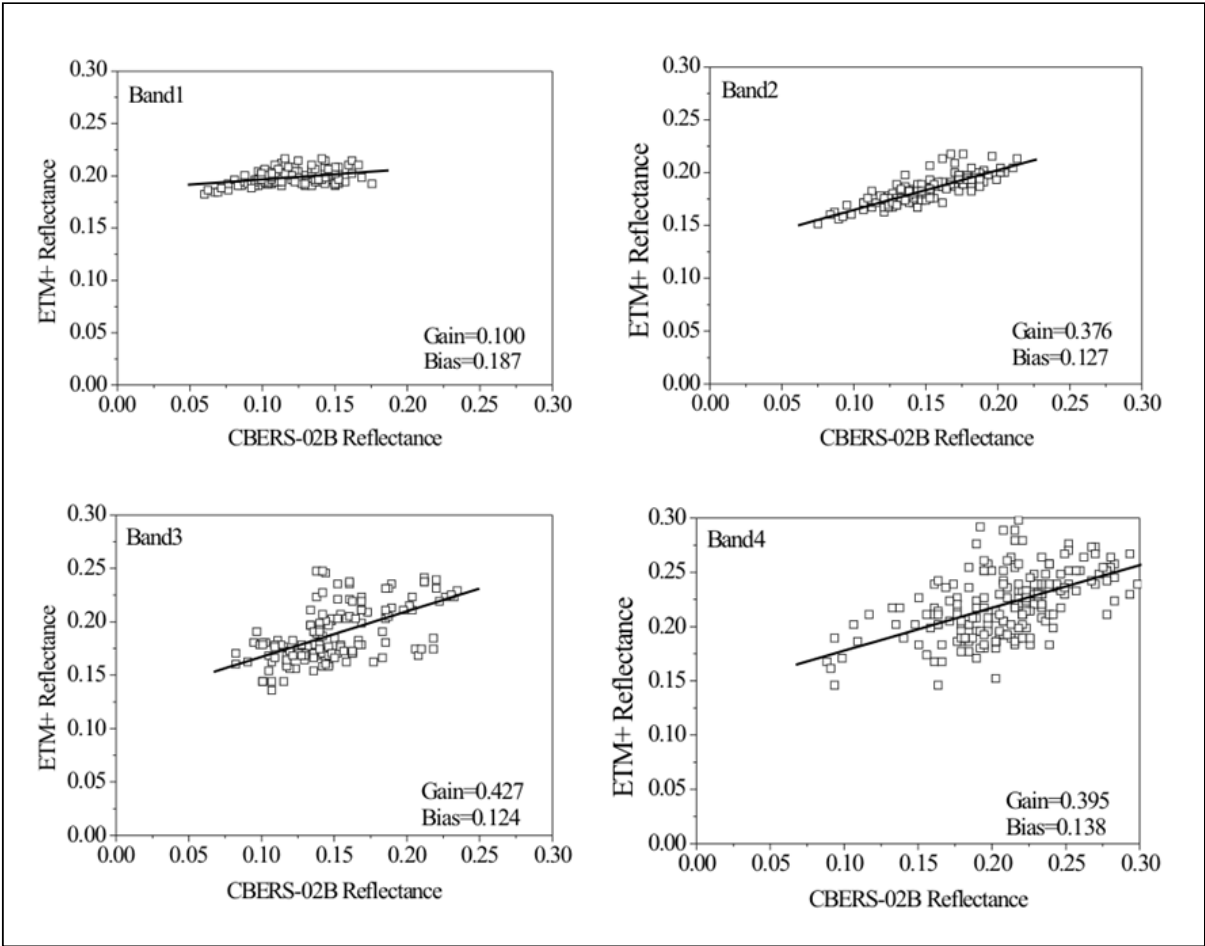 Band1
0.30
0.25
0.20
0.15
0.10
0.05
0.00
ETM+ Reflectance
Gain=0.100
Bias=0.187
0.00 0.05 0.10 0.15 0.20 0.25 0.30
CBERS-02B Reflectance
Band2
0.30
0.25
0.20
0.15
0.10
0.05
0.00
ETM+ Reflectance
Gain=0.376
Bias=0.127
0.00 0.05 0.10 0.15 0.20 0.25 0.30
CBERS-02B Reflectance
Band3
0.30
0.25
0.20
0.15
0.10
0.05
0.00
ETM+ Reflectance
Gain=0.427
Bias=0.124
0.00 0.05 0.10 0.15 0.20 0.25 0.30
CBERS-02B Reflectance
Band4
0.30
0.25
0.20
0.15
0.10
0.05
0.00
ETM+ Reflectance
Gain=0.395
Bias=0.138
0.00 0.05 0.10 0.15 0.20 0.25 0.30
CBERS-02B Reflectance